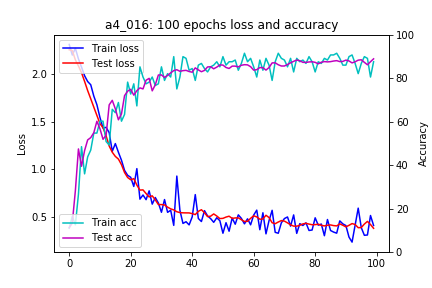 a4_016: 100 epochs loss and accuracy
Train loss
Test loss
Train acc
Test acc
Loss
Accuracy
2.0
1.5
1.0
0.5
100
80
60
40
20
0
0
20
40
60
80
100